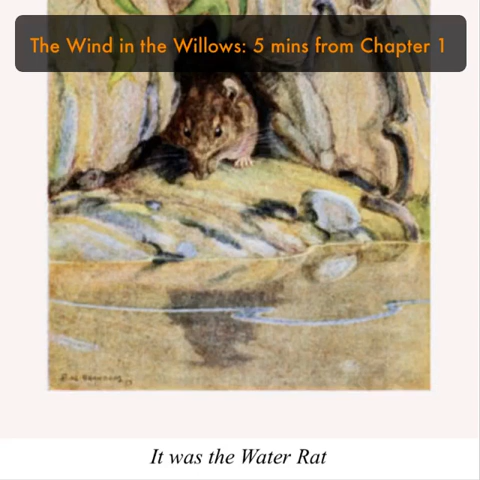 The Wind in the Willows: 5 mins from Chapter 1
It was the Water Rat